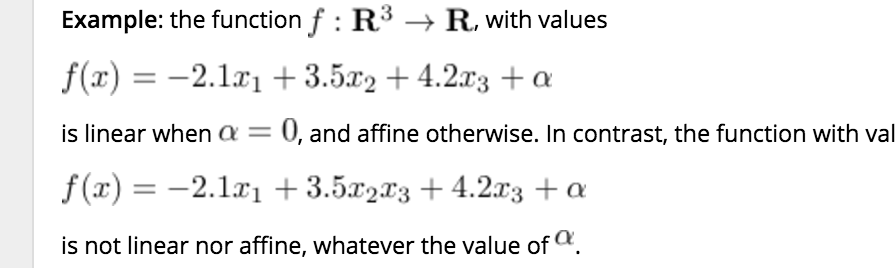 Example: the function f : R³ → R, with values
f(x) = −2.1x₁ + 3.5x₂ + 4.2x₃ + α
is linear when α = 0, and affine otherwise. In contrast, the function with
f(x) = −2.1x₁ + 3.5x₂x₃ + 4.2x₃ + α
is not linear nor affine, whatever the value of α.